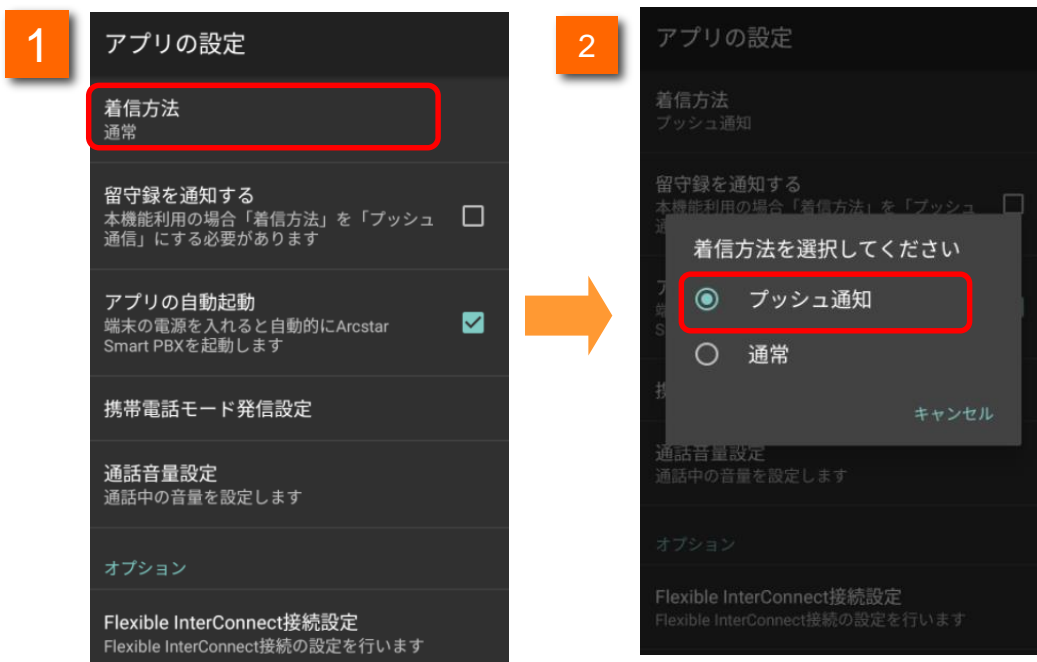 1
アプリの設定
着信方法
通常
留守録を通知する
本機能利用の場合「着信方法」を「プッシュ
通信」にする必要があります
アプリの自動起動
端末の電源を入れると自動的にArcstar
Smart PBXを起動します
携帯電話モード発信設定
通話音量設定
通話中の音量を設定します
オプション
Flexible InterConnect接続設定
Flexible InterConnect接続の設定を行います
2
アプリの設定
着信方法
プッシュ通知
留守録を通知する
本機能利用の場合「着信方法」を「プッシュ
着信方法を選択してください
プッシュ通知
通常
キャンセル
通話音量設定
通話中の音量を設定します
オプション
Flexible InterConnect接続設定
Flexible InterConnect接続の設定を行います